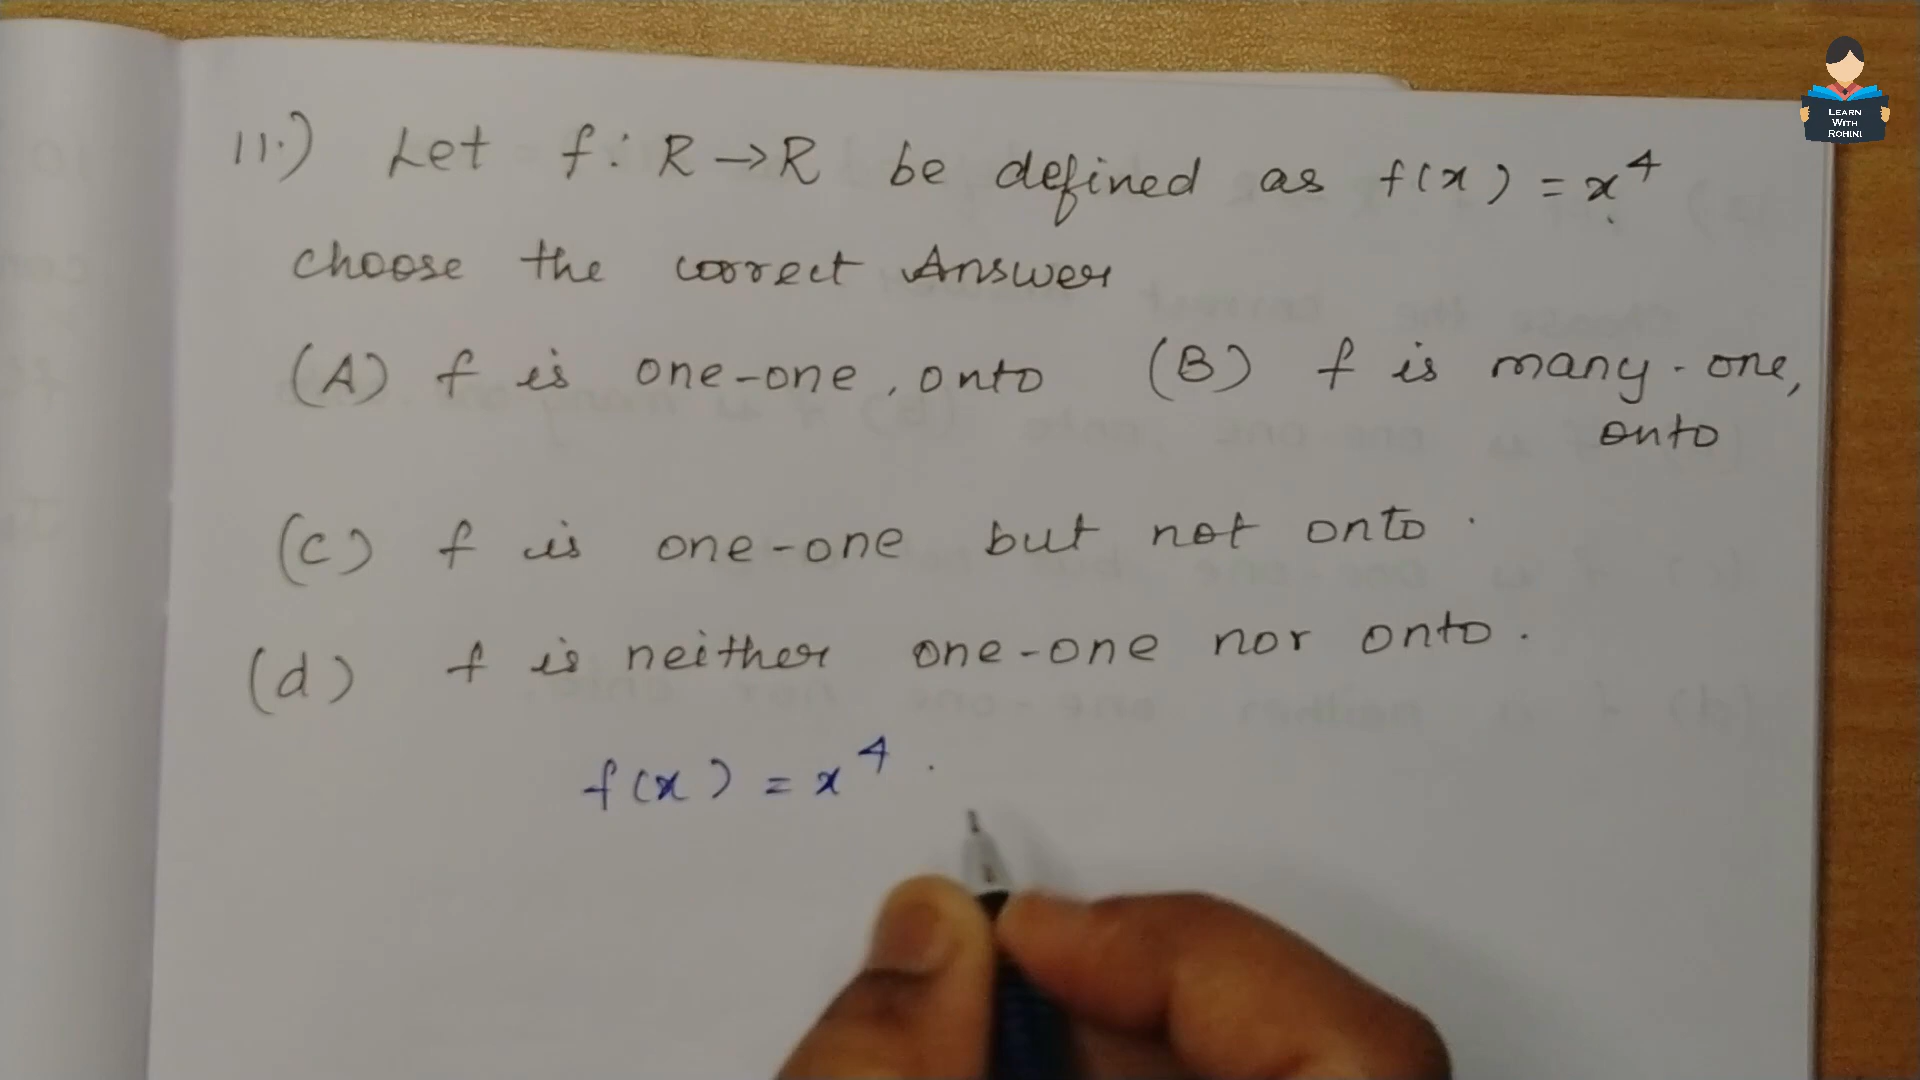 LEARN
WITH
ROHINI
11.) Let f: R→R be defined as f(x) = x⁴
choose the correct Answer
(A) f is one-one, onto (B) f is many-one,
onto
(c) f is one-one but not onto.
(d) f is neither one-one nor onto.
f(x) = x⁴.